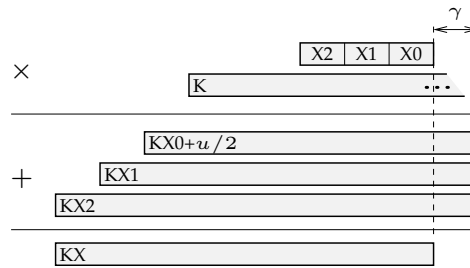 γ
× X2 X1 X0
K ...
KX0+u/2
+ KX1
KX2
KX